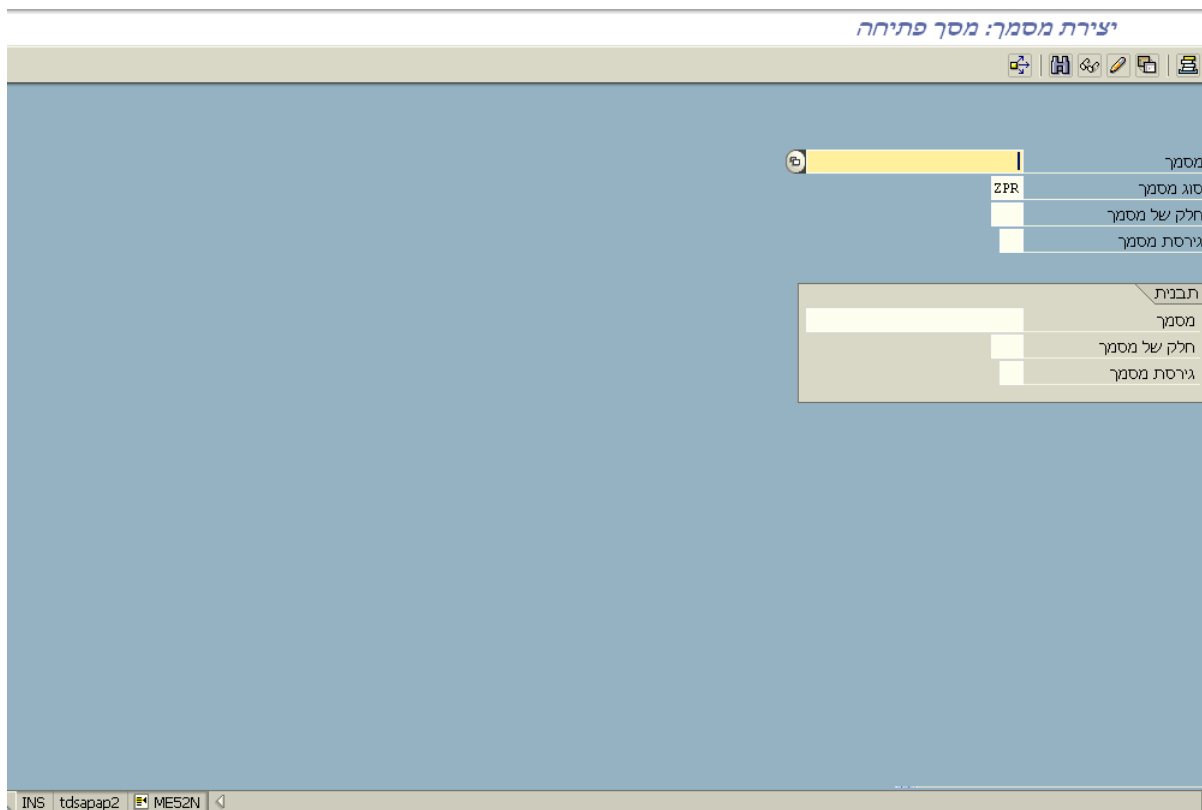 יצירת מסמך: מסך פתיחה
מסמך
סוג מסמך ZPR
חלק של מסמך
גירסת מסמך
תבנית
מסמך
חלק של מסמך
גירסת מסמך
INS tdsapap2 ME52N